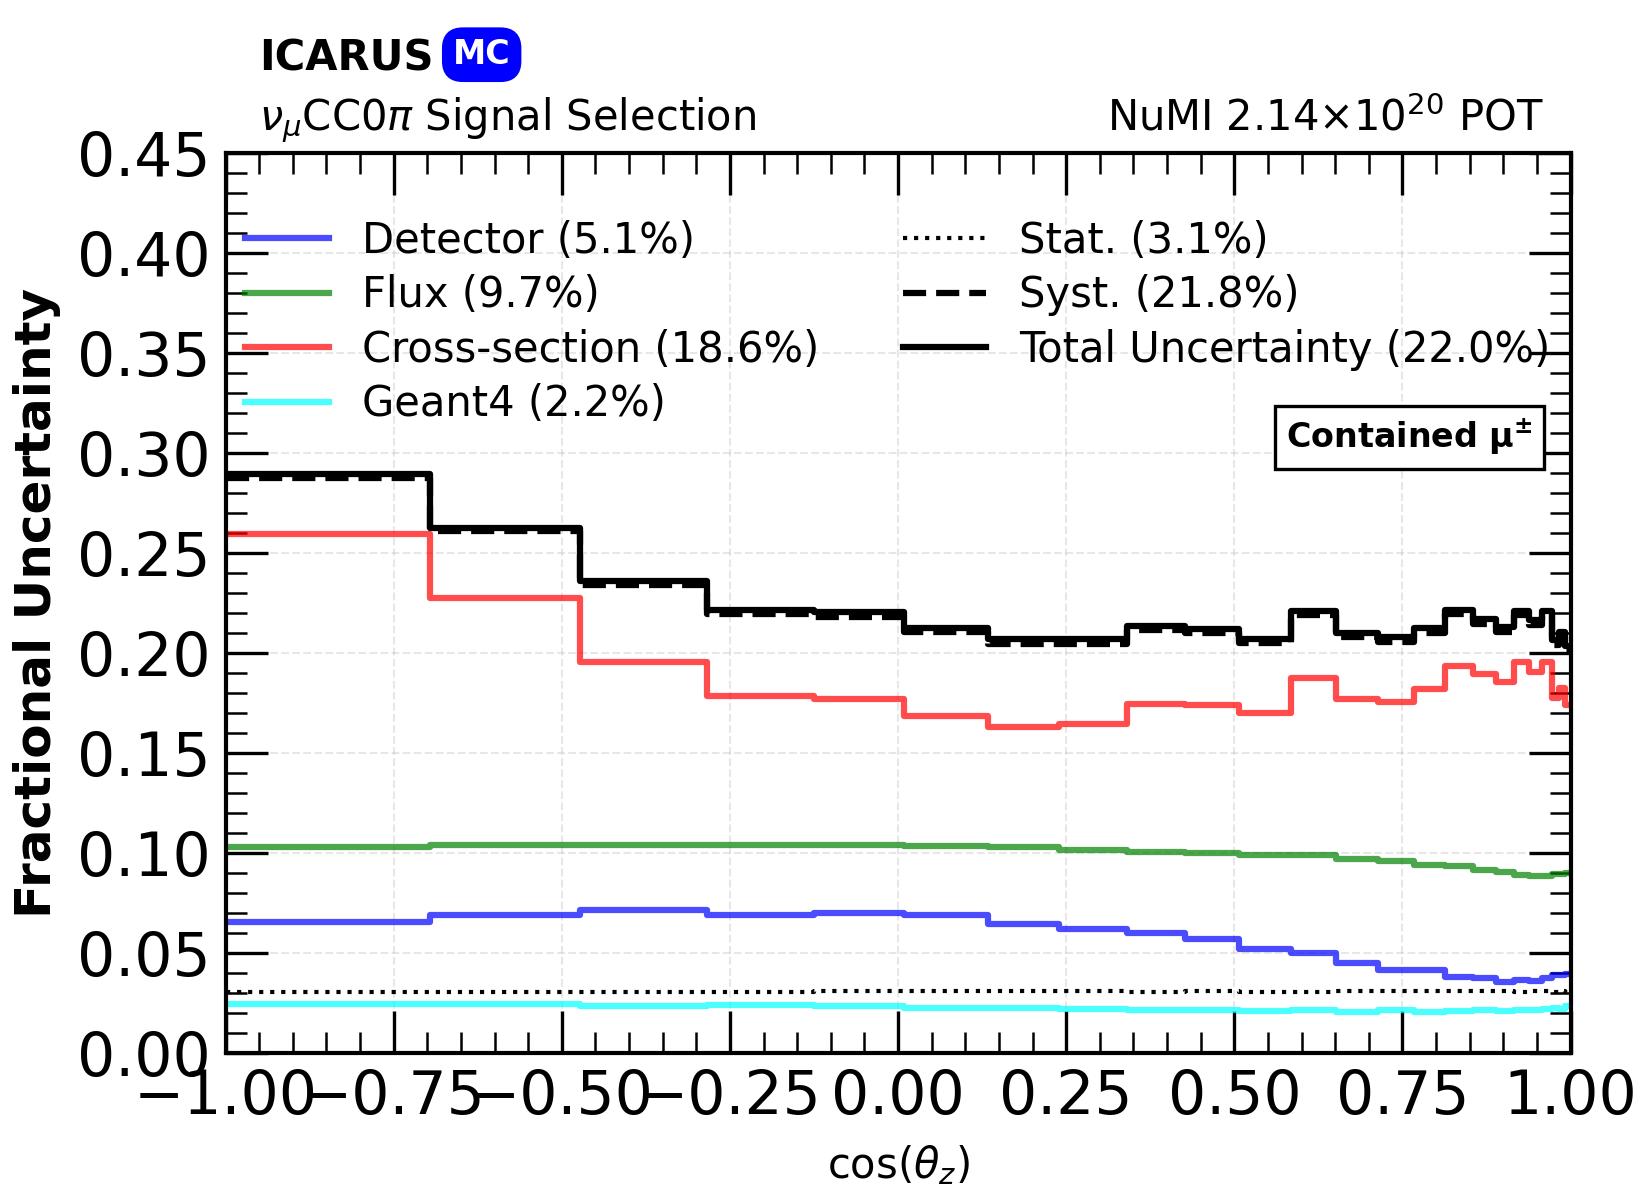 ICARUS MC
νμCC0π Signal Selection
NuMI 2.14×10²⁰ POT
Fractional Uncertainty
0.45
0.40
0.35
0.30
0.25
0.20
0.15
0.10
0.05
0.00
Detector (5.1%)
Flux (9.7%)
Cross-section (18.6%)
Geant4 (2.2%)
Stat. (3.1%)
Syst. (21.8%)
Total Uncertainty (22.0%)
Contained μ±
−1.00 −0.75 −0.50 −0.25 0.00 0.25 0.50 0.75 1.00
cos(θz)